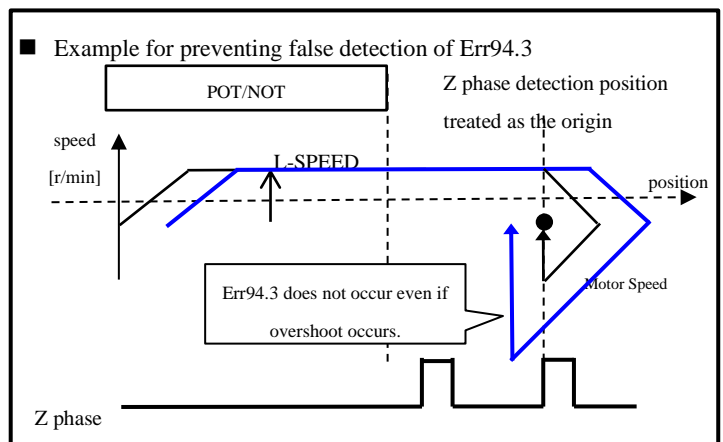 ■ Example for preventing false detection of Err94.3
POT/NOT
Z phase detection position
treated as the origin
speed
[r/min]
L-SPEED
position
Err94.3 does not occur even if
overshoot occurs.
Motor Speed
Z phase